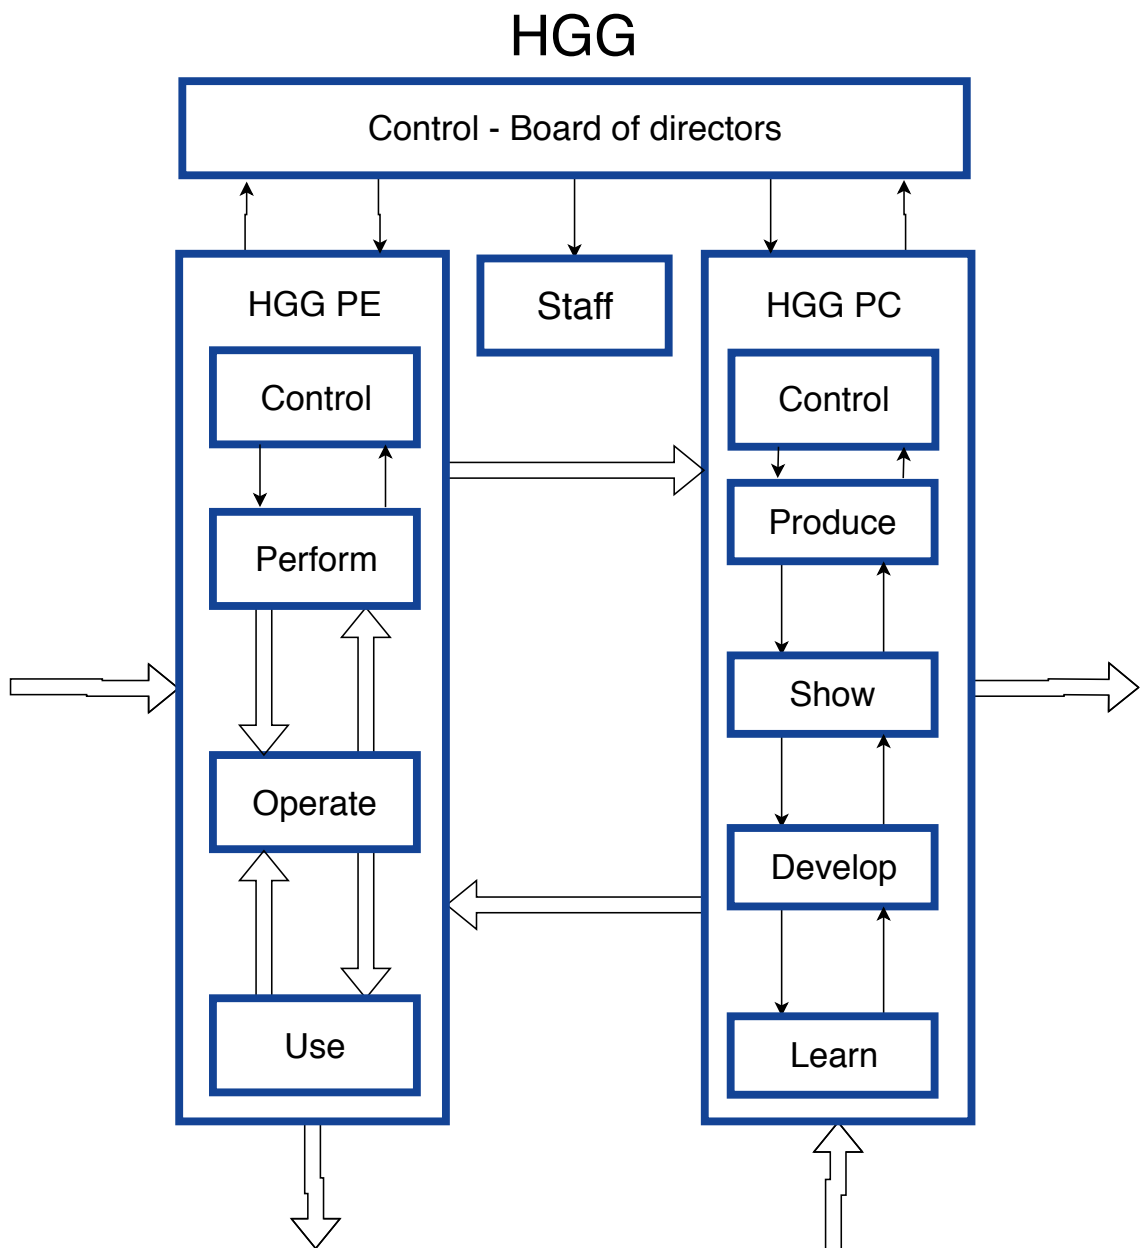 HGG
Control - Board of directors
HGG PE
Staff
HGG PC
Control
Control
Perform
Produce
Operate
Show
Use
Develop
Learn